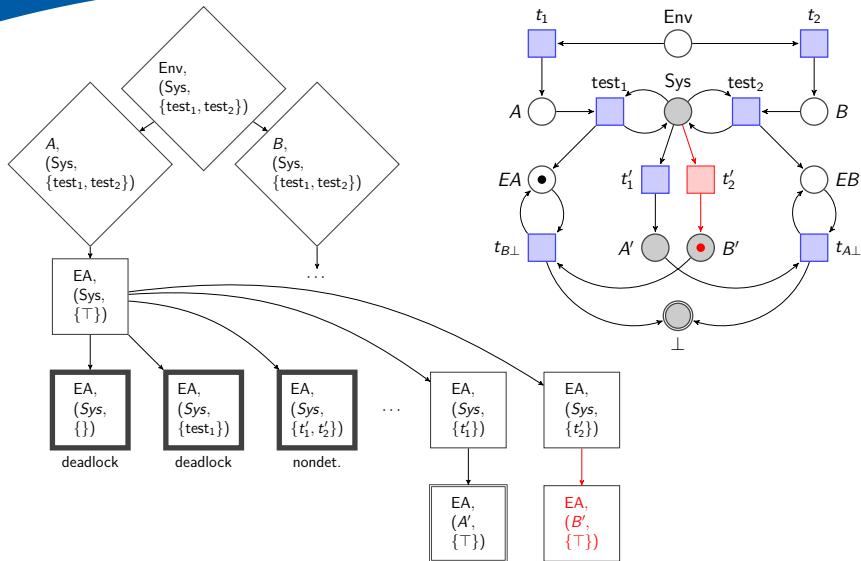 Env,
(Sys,
{test₁, test₂})
A,
(Sys,
{test₁, test₂})
B,
(Sys,
{test₁, test₂})
EA,
(Sys,
{⊤})
...
EA,
(Sys,
{})
deadlock
EA,
(Sys,
{test₁})
deadlock
EA,
(Sys,
{t′₁, t′₂})
nondet.
...
EA,
(Sys,
{t′₁})
EA,
(Sys,
{t′₂})
EA,
(A′,
{⊤})
EA,
(B′,
{⊤})
t₁
Env
t₂
test₁
Sys
test₂
A
B
EA
t′₁
t′₂
EB
t_B⊥
A′
B′
t_A⊥
⊥